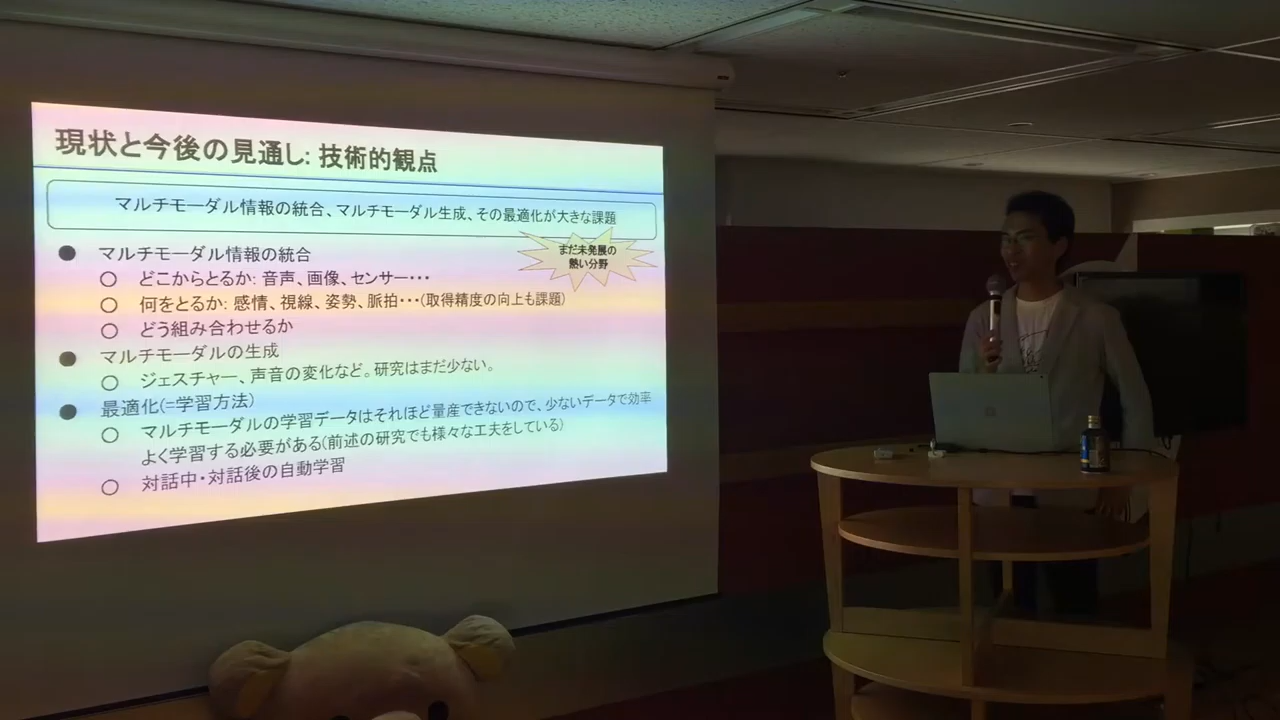 現状と今後の見通し: 技術的観点
マルチモーダル情報の統合、マルチモーダル生成、その最適化が大きな課題
まだ未発展の
熱い分野
● マルチモーダル情報の統合
○ どこからとるか: 音声、画像、センサー・・・
○ 何をとるか: 感情、視線、姿勢、脈拍・・・(取得精度の向上も課題)
○ どう組み合わせるか
● マルチモーダルの生成
○ ジェスチャー、声音の変化など。研究はまだ少ない。
● 最適化(=学習方法)
○ マルチモーダルの学習データはそれほど量産できないので、少ないデータで効率
よく学習する必要がある(前述の研究でも様々な工夫をしている)
○ 対話中・対話後の自動学習